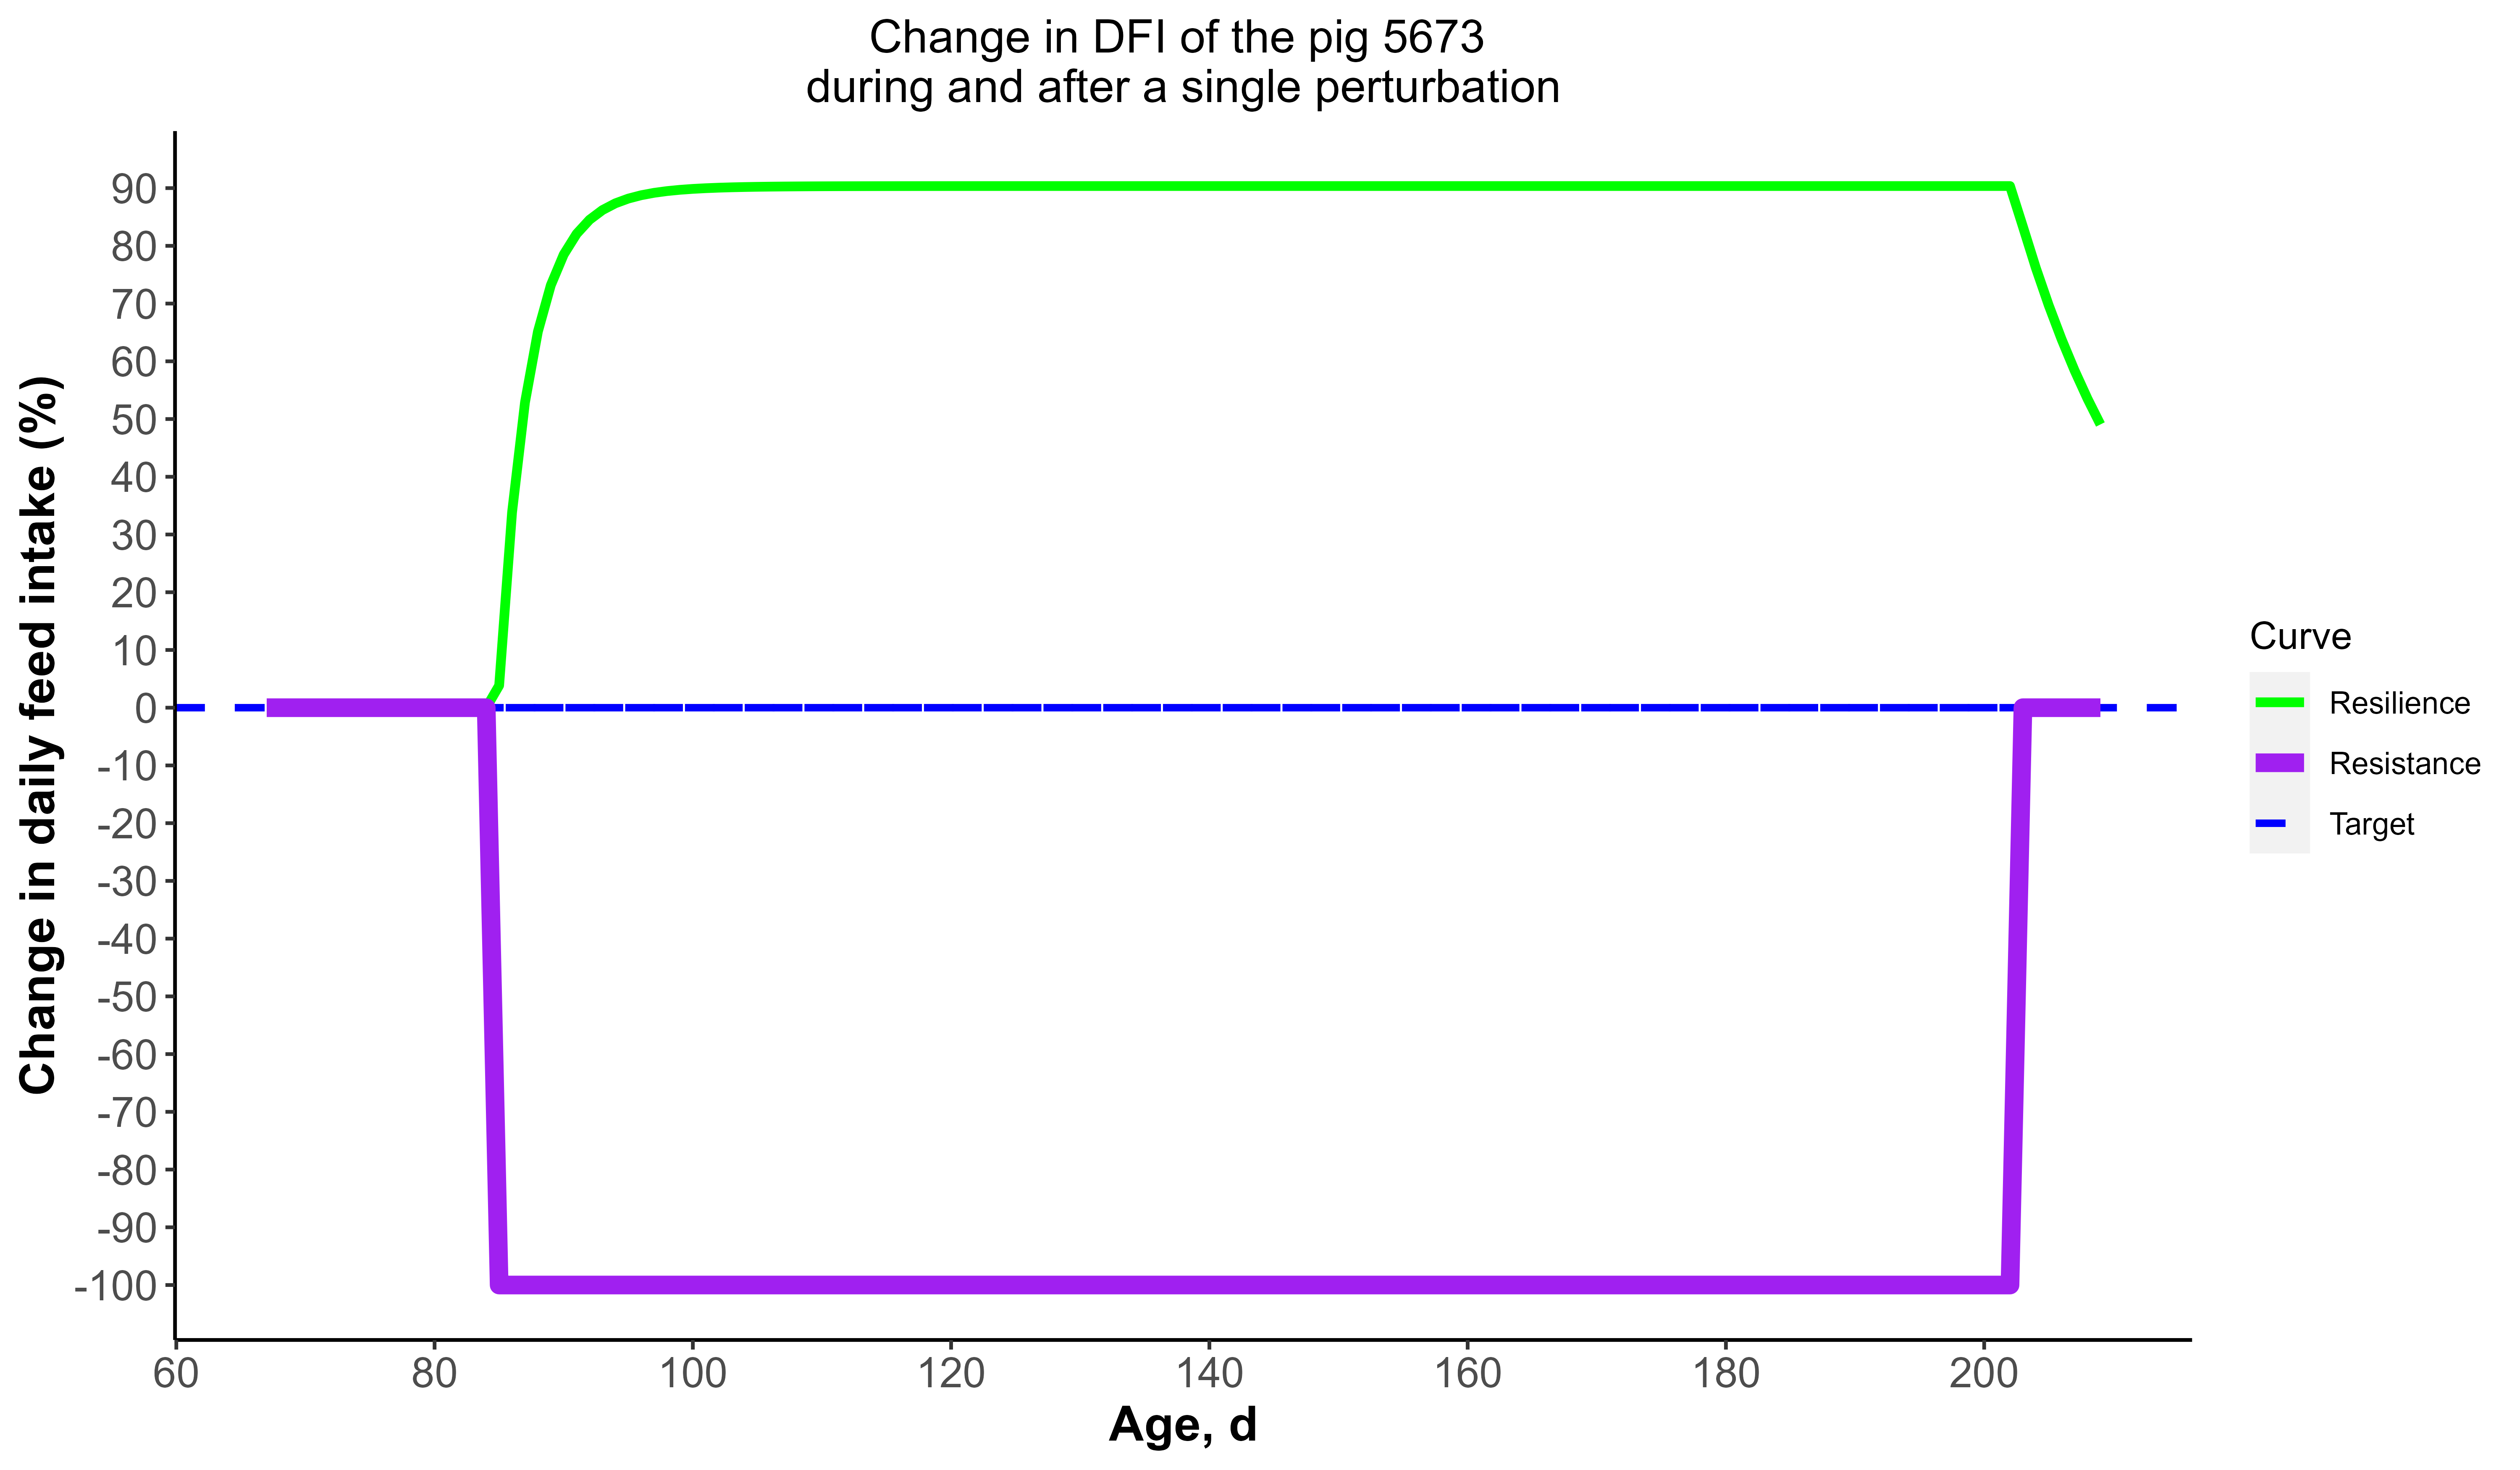 Change in DFI of the pig 5673
during and after a single perturbation
Change in daily feed intake (%)
90
80
70
60
50
40
30
20
10
0
-10
-20
-30
-40
-50
-60
-70
-80
-90
-100
60 80 100 120 140 160 180 200
Age, d
Curve
Resilience
Resistance
Target